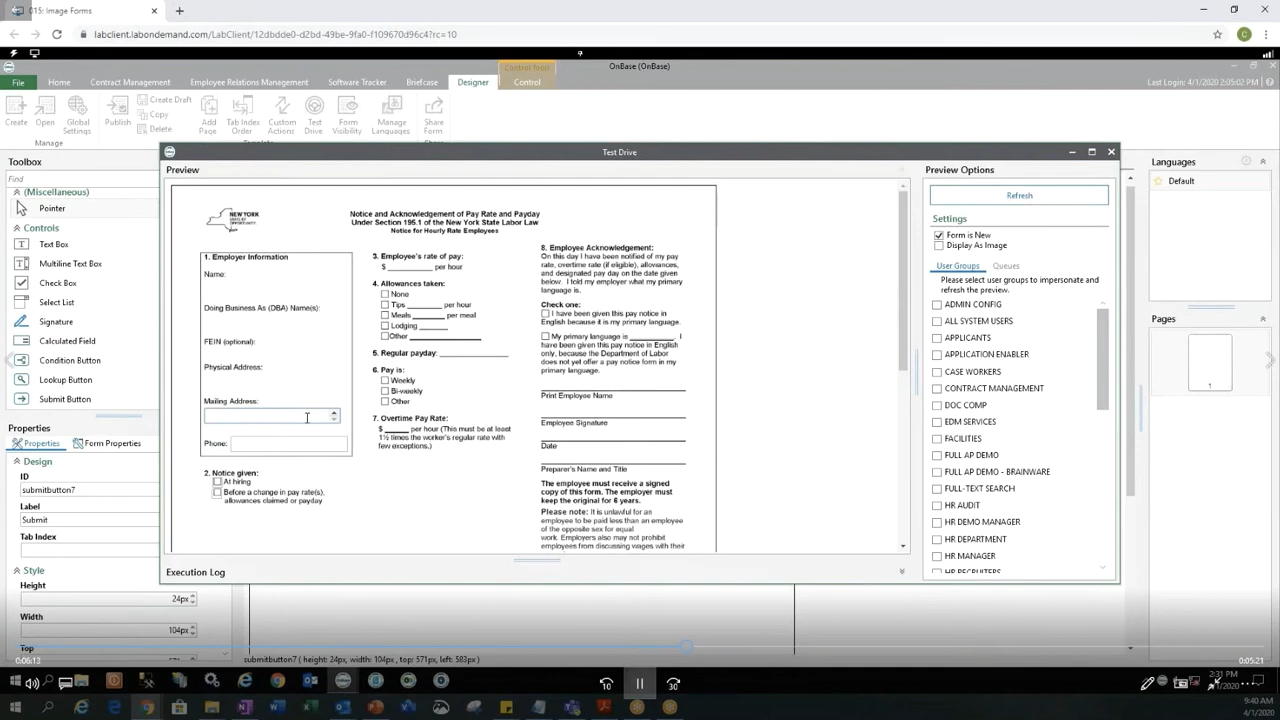 015: Image Forms
labclient.labondemand.com/LabClient/12dbdde0-d2bd-49be-9fa0-f109670d96c4?rc=10
C
OnBase (OnBase)
File
Home
Contract Management
Employee Relations Management
Software Tracker
Briefcase
Designer
Control
Last Login: 4/1/2020 2:05:02 PM
Create
Open
Global Settings
Publish
Create Draft
Copy
Delete
Add Page
Tab Index Order
Custom Actions
Test Drive
Form Visibility
Manage Languages
Share Form
Manage
Toolbox
Find
(Miscellaneous)
Pointer
Controls
Text Box
Multiline Text Box
Check Box
Select List
Signature
Calculated Field
Condition Button
Lookup Button
Submit Button
Properties
Properties
Form Properties
Design
ID
submitbutton7
Label
Submit
Tab Index
Style
Height
24px
Width
104px
Top
Test Drive
Preview
NEW YORK
Notice and Acknowledgement of Pay Rate and Payday
Under Section 195.1 of the New York State Labor Law
Notice for Hourly Rate Employees
1. Employer Information
Name:
Doing Business As (DBA) Name(s):
FEIN (optional):
Physical Address:
Mailing Address:
Phone:
2. Notice given:
At hiring
Before a change in pay rate(s),
allowances claimed or payday
3. Employee's rate of pay:
$ ________ per hour
4. Allowances taken:
None
Tips ______ per hour
Meals ______ per meal
Lodging ______
Other ____________
5. Regular payday: ____________
6. Pay is:
Weekly
Bi-weekly
Other
7. Overtime Pay Rate:
$ _____ per hour (This must be at least
1½ times the worker's regular rate with
few exceptions.)
8. Employee Acknowledgement:
On this day I have been notified of my pay
rate, overtime rate (if eligible), allowances,
and designated pay day on the date given
below. I told my employer what my primary
language is.
Check one:
I have been given this pay notice in
English because it is my primary language.
My primary language is ________. I
have been given this pay notice in English
only, because the Department of Labor
does not yet offer a pay notice form in my
primary language.
Print Employee Name
Employee Signature
Date
Preparer's Name and Title
The employee must receive a signed
copy of this form. The employer must
keep the original for 6 years.
Please note: It is unlawful for an
employee to be paid less than an employee
of the opposite sex for equal
work. Employers also may not prohibit
employees from discussing wages with their
Execution Log
Preview Options
Refresh
Settings
Form is New
Display As Image
User Groups
Queues
Please select user groups to impersonate and
refresh the preview.
ADMIN CONFIG
ALL SYSTEM USERS
APPLICANTS
APPLICATION ENABLER
CASE WORKERS
CONTRACT MANAGEMENT
DOC COMP
EDM SERVICES
FACILITIES
FULL AP DEMO
FULL AP DEMO - BRAINWARE
FULL-TEXT SEARCH
HR AUDIT
HR DEMO MANAGER
HR DEPARTMENT
HR MANAGER
HR RECRUITERS
Languages
Default
Pages
1
submitbutton7 ( height: 24px, width: 104px, top: 571px, left: 583px )
0:06:13
0:05:21
10
30
2:31 PM
9:40 AM
4/1/2020